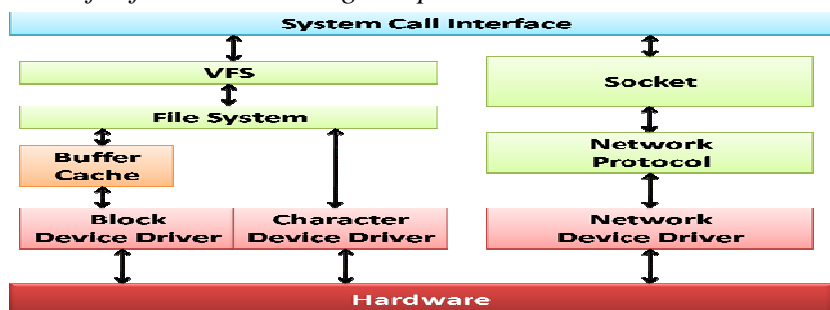 System Call Interface
VFS
Socket
File System
Buffer
Cache
Network
Protocol
Block
Device Driver
Character
Device Driver
Network
Device Driver
Hardware